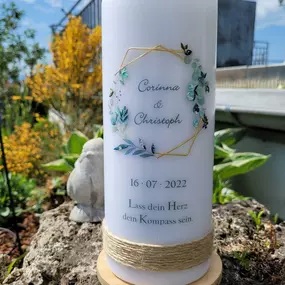 Corinna
&
Christoph
16 · 07 · 2022
Lass dein Herz
dein Kompass sein.